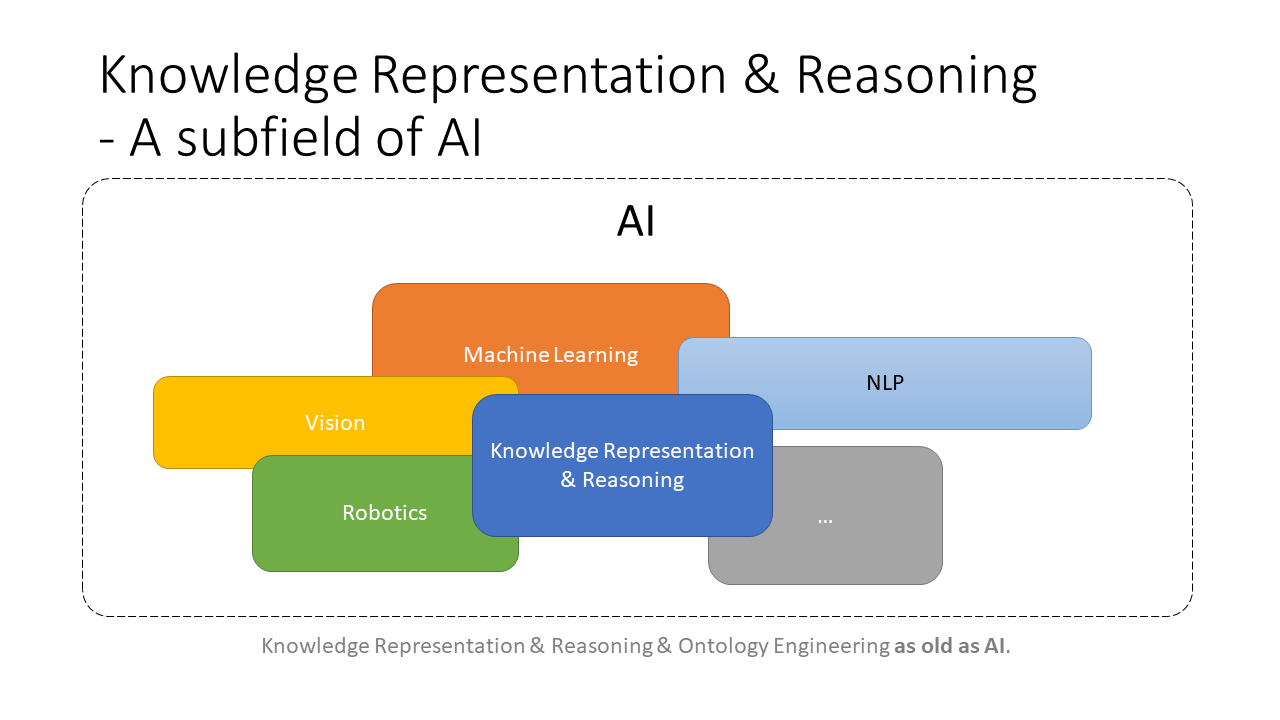 Knowledge Representation & Reasoning
- A subfield of AI
AI
Machine Learning
NLP
Vision
Knowledge Representation
& Reasoning
Robotics
...
Knowledge Representation & Reasoning & Ontology Engineering as old as AI.